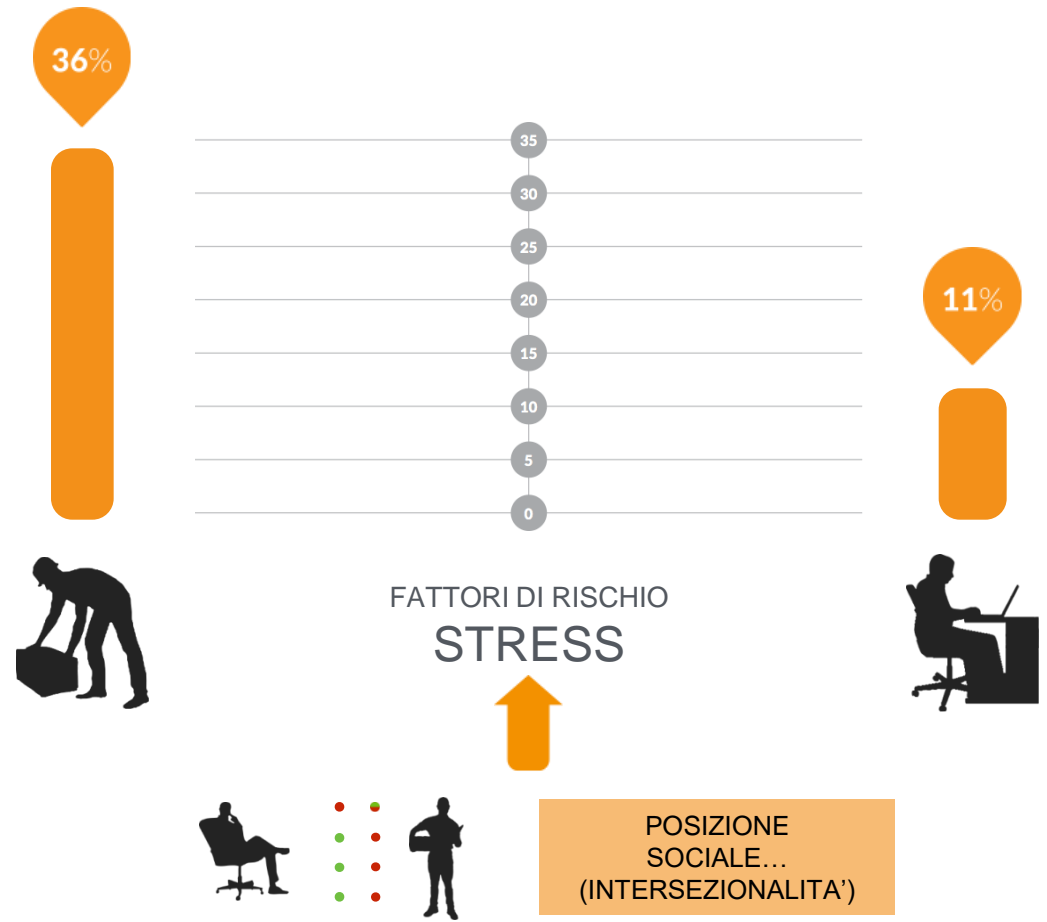 36%
35
30
25
20
15
10
5
0
11%
FATTORI DI RISCHIO
STRESS
POSIZIONE
SOCIALE…
(INTERSEZIONALITA’)